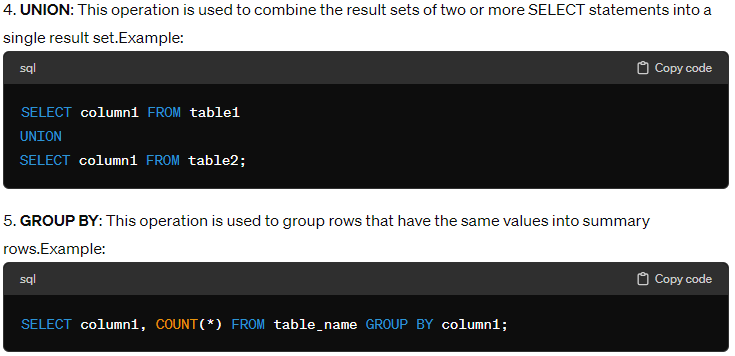 4. UNION: This operation is used to combine the result sets of two or more SELECT statements into a
single result set.Example:
sql Copy code
SELECT column1 FROM table1
UNION
SELECT column1 FROM table2;
5. GROUP BY: This operation is used to group rows that have the same values into summary
rows.Example:
sql Copy code
SELECT column1, COUNT(*) FROM table_name GROUP BY column1;